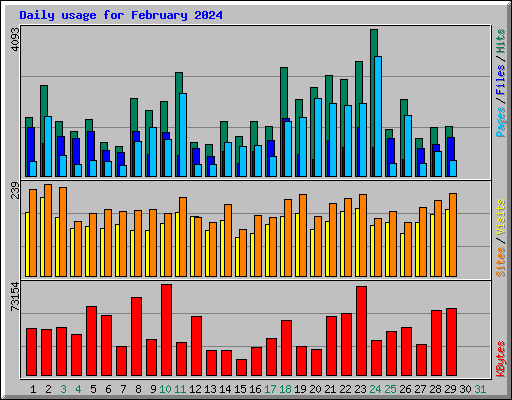 Daily usage for February 2024
4093
Pages / Files / Hits
239
Sites / Visits
73154
KBytes
1 2 3 4 5 6 7 8 9 10 11 12 13 14 15 16 17 18 19 20 21 22 23 24 25 26 27 28 29 30 31